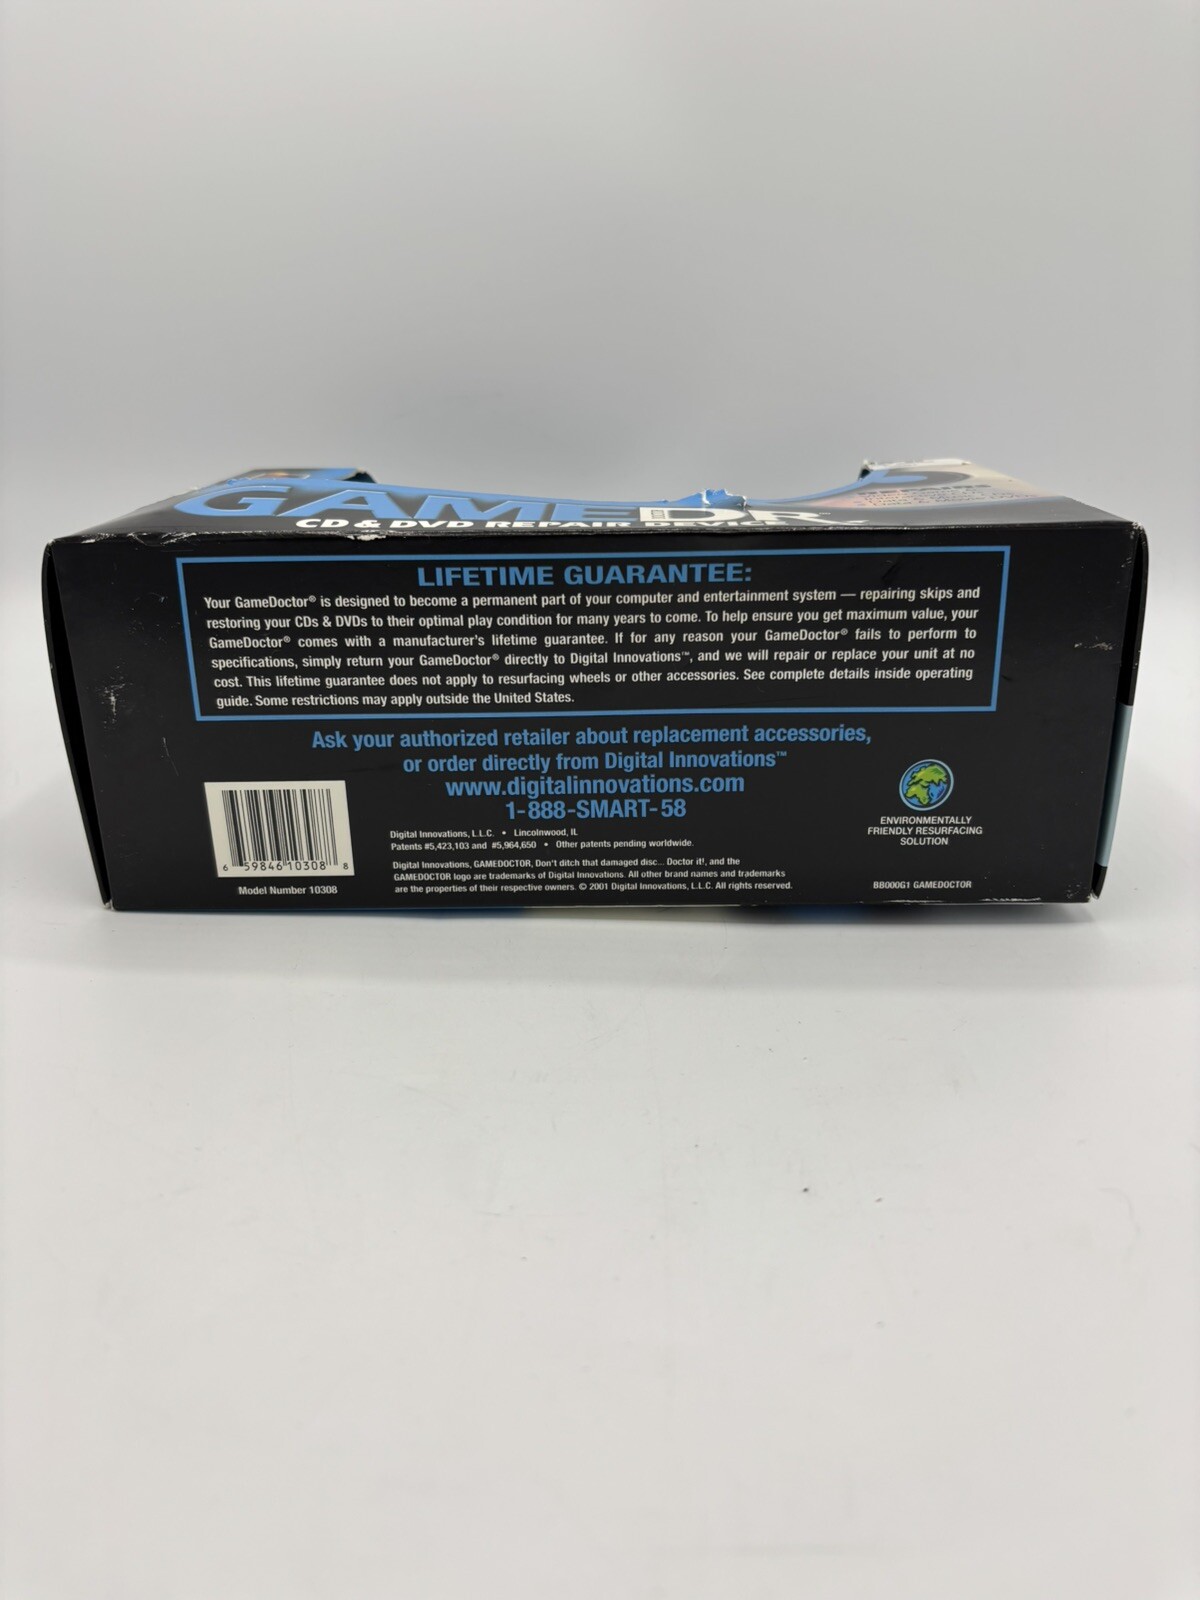 GAMEDR
CD & DVD REPAIR DEVICE
LIFETIME GUARANTEE:
Your GameDoctor® is designed to become a permanent part of your computer and entertainment system — repairing skips and
restoring your CDs & DVDs to their optimal play condition for many years to come. To help ensure you get maximum value, your
GameDoctor® comes with a manufacturer's lifetime guarantee. If for any reason your GameDoctor® fails to perform to
specifications, simply return your GameDoctor® directly to Digital Innovations™, and we will repair or replace your unit at no
cost. This lifetime guarantee does not apply to resurfacing wheels or other accessories. See complete details inside operating
guide. Some restrictions may apply outside the United States.
Ask your authorized retailer about replacement accessories,
or order directly from Digital Innovations™
www.digitalinnovations.com
1-888-SMART-58
Digital Innovations, L.L.C. • Lincolnwood, IL
Patents #5,423,103 and #5,964,650 • Other patents pending worldwide.
Digital Innovations, GAMEDOCTOR, Don't ditch that damaged disc... Doctor it!, and the
GAMEDOCTOR logo are trademarks of Digital Innovations. All other brand names and trademarks
are the properties of their respective owners. © 2001 Digital Innovations, L.L.C. All rights reserved.
6 59846 10308 8
Model Number 10308
ENVIRONMENTALLY
FRIENDLY RESURFACING
SOLUTION
BB000G1 GAMEDOCTOR